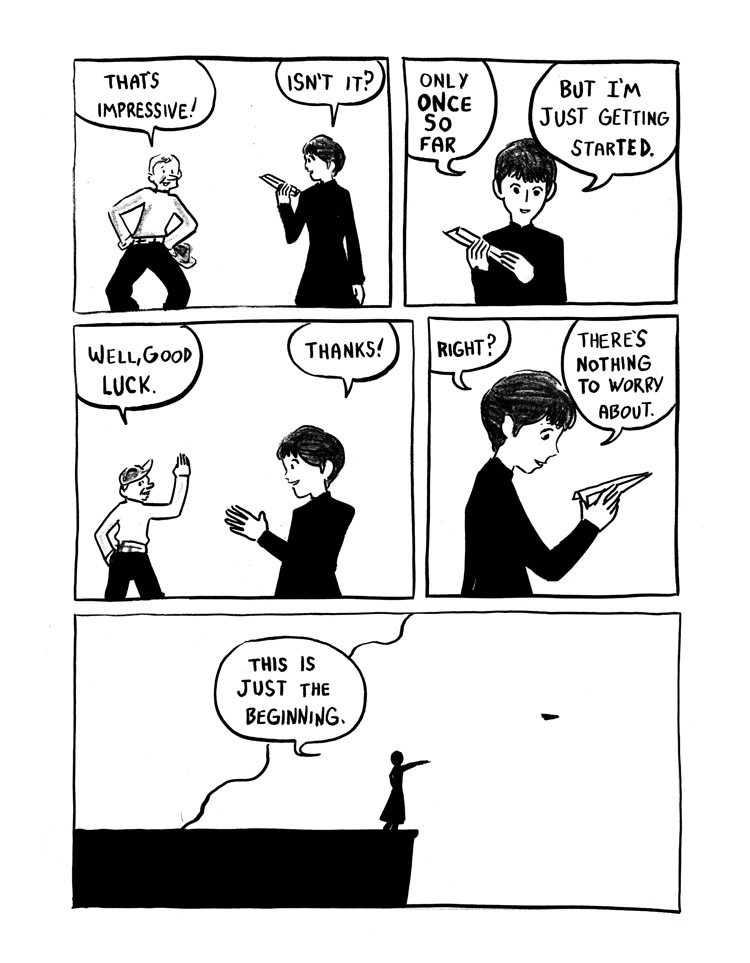 THAT'S
IMPRESSIVE!
ISN'T IT?
ONLY
ONCE
SO
FAR
BUT I'M
JUST GETTING
STARTED.
WELL, GOOD
LUCK.
THANKS!
RIGHT?
THERE'S
NOTHING
TO WORRY
ABOUT.
THIS IS
JUST THE
BEGINNING.